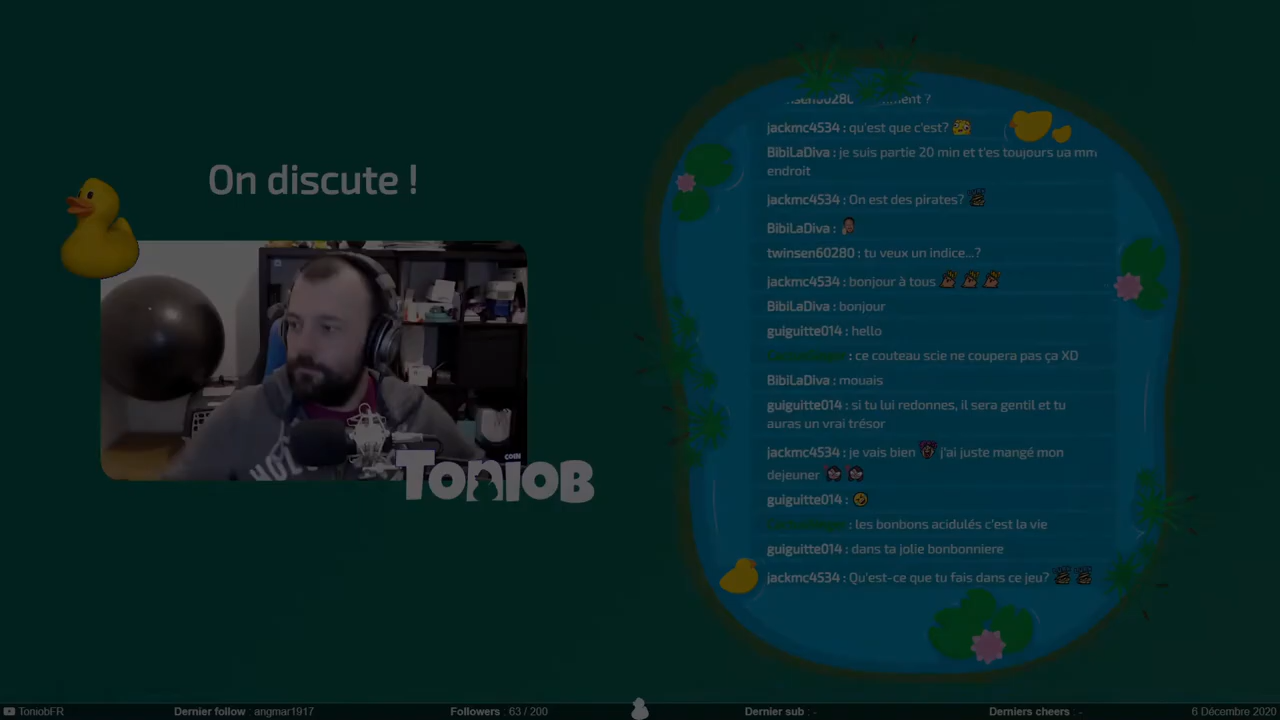 On discute !
HOZ
TONIOB
COIN
jackmc4534 : qu'est que c'est?
BibiLaDiva : je suis partie 20 min et t'es toujours ua mm
endroit
jackmc4534 : On est des pirates?
BibiLaDiva :
twinsen60280 : tu veux un indice...?
jackmc4534 : bonjour à tous
BibiLaDiva : bonjour
guiguitte014 : hello
: ce couteau scie ne coupera pas ça XD
BibiLaDiva : mouais
guiguitte014 : si tu lui redonnes, il sera gentil et tu
auras un vrai trésor
jackmc4534 : je vais bien j'ai juste mangé mon
dejeuner
guiguitte014 :
: les bonbons acidulés c'est la vie
guiguitte014 : dans ta jolie bonbonniere
jackmc4534 : Qu'est-ce que tu fais dans ce jeu?
ToniobFR
Dernier follow : angmar1917
Followers : 63 / 200
Dernier sub : -
Derniers cheers : -
6 Décembre 2020